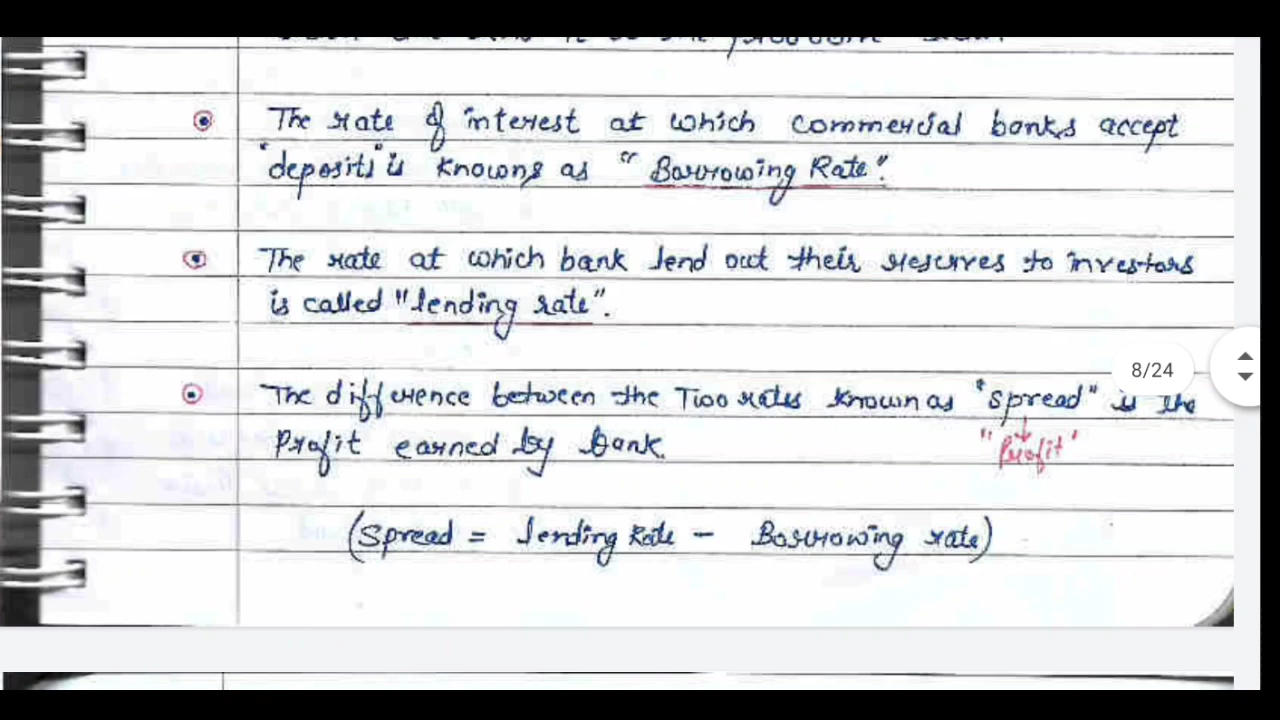 The rate of interest at which commercial banks accept
"deposits" is knowns as "Borrowing Rate".
The rate at which bank lend out their reserves to investors
is called "lending rate".
8/24
The difference between the Two rates known as "spread" is the
Profit earned by bank.
"Profit"
(Spread = lending Rate - Borrowing rate)